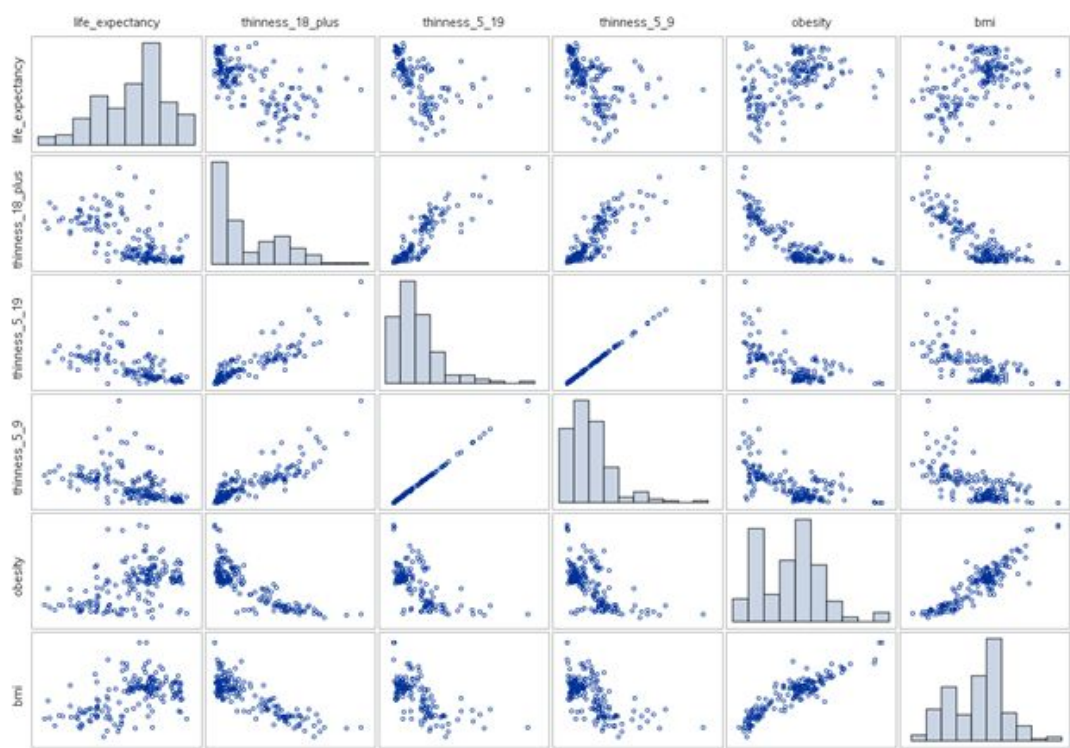 life_expectancy thinness_18_plus thinness_5_19 thinness_5_9 obesity bmi
life_expectancy
thinness_18_plus
thinness_5_19
thinness_5_9
obesity
bmi